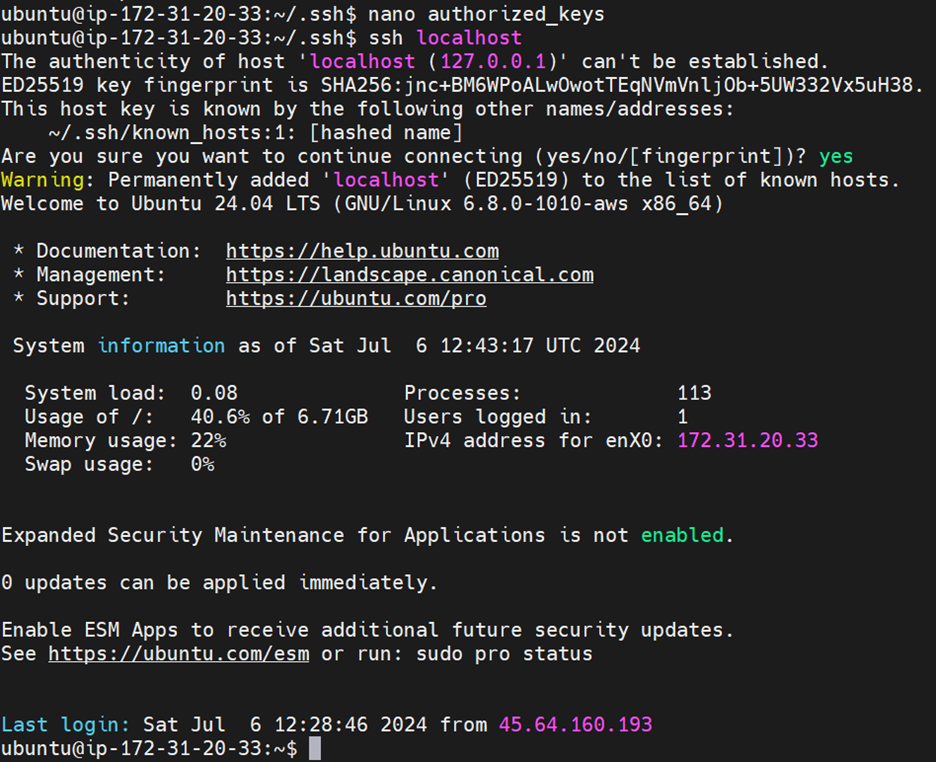 ubuntu@ip-172-31-20-33:~/.ssh$ nano authorized_keys
ubuntu@ip-172-31-20-33:~/.ssh$ ssh localhost
The authenticity of host 'localhost (127.0.0.1)' can't be established.
ED25519 key fingerprint is SHA256:jnc+BM6WPoALwOwotTEqNVmVnljOb+5UW332Vx5uH38.
This host key is known by the following other names/addresses:
    ~/.ssh/known_hosts:1: [hashed name]
Are you sure you want to continue connecting (yes/no/[fingerprint])? yes
Warning: Permanently added 'localhost' (ED25519) to the list of known hosts.
Welcome to Ubuntu 24.04 LTS (GNU/Linux 6.8.0-1010-aws x86_64)

 * Documentation:  https://help.ubuntu.com
 * Management:     https://landscape.canonical.com
 * Support:        https://ubuntu.com/pro

 System information as of Sat Jul  6 12:43:17 UTC 2024

  System load:  0.08              Processes:             113
  Usage of /:   40.6% of 6.71GB   Users logged in:       1
  Memory usage: 22%               IPv4 address for enX0: 172.31.20.33
  Swap usage:   0%

Expanded Security Maintenance for Applications is not enabled.

0 updates can be applied immediately.

Enable ESM Apps to receive additional future security updates.
See https://ubuntu.com/esm or run: sudo pro status

Last login: Sat Jul  6 12:28:46 2024 from 45.64.160.193
ubuntu@ip-172-31-20-33:~$